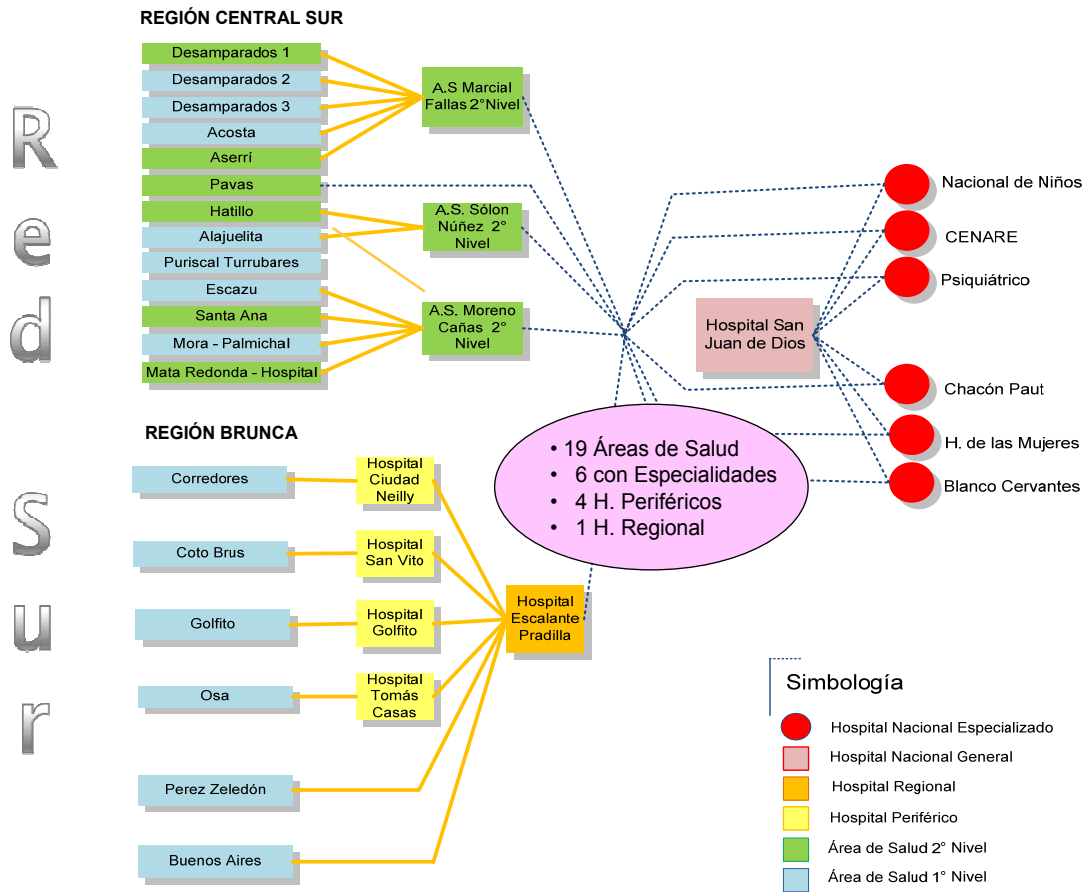 Red Sur
REGIÓN CENTRAL SUR
Desamparados 1
Desamparados 2
Desamparados 3
Acosta
Aserrí
Pavas
Hatillo
Alajuelita
Puriscal Turrubares
Escazu
Santa Ana
Mora - Palmichal
Mata Redonda - Hospital
A.S Marcial
Fallas 2°Nivel
A.S. Sólon
Núñez 2°
Nivel
A.S. Moreno
Cañas 2°
Nivel
Hospital San
Juan de Dios
Nacional de Niños
CENARE
Psiquiátrico
Chacón Paut
H. de las Mujeres
Blanco Cervantes
• 19 Áreas de Salud
• 6 con Especialidades
• 4 H. Periféricos
• 1 H. Regional
REGIÓN BRUNCA
Corredores
Coto Brus
Golfito
Osa
Perez Zeledón
Buenos Aires
Hospital
Ciudad
Neilly
Hospital
San Vito
Hospital
Golfito
Hospital
Tomás
Casas
Hospital
Escalante
Pradilla
Simbología
Hospital Nacional Especializado
Hospital Nacional General
Hospital Regional
Hospital Periférico
Área de Salud 2° Nivel
Área de Salud 1° Nivel